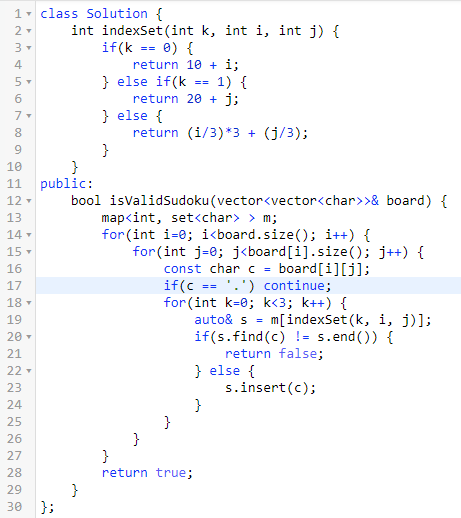 1 class Solution {
2     int indexSet(int k, int i, int j) {
3         if(k == 0) {
4             return 10 + i;
5         } else if(k == 1) {
6             return 20 + j;
7         } else {
8             return (i/3)*3 + (j/3);
9         }
10     }
11 public:
12     bool isValidSudoku(vector<vector<char>>& board) {
13         map<int, set<char> > m;
14         for(int i=0; i<board.size(); i++) {
15             for(int j=0; j<board[i].size(); j++) {
16                 const char c = board[i][j];
17                 if(c == '.') continue;
18                 for(int k=0; k<3; k++) {
19                     auto& s = m[indexSet(k, i, j)];
20                     if(s.find(c) != s.end()) {
21                         return false;
22                     } else {
23                         s.insert(c);
24                     }
25                 }
26             }
27         }
28         return true;
29     }
30 };